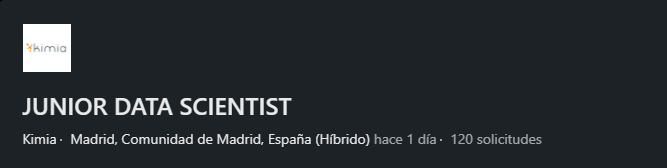 kimia
JUNIOR DATA SCIENTIST
Kimia · Madrid, Comunidad de Madrid, España (Híbrido) hace 1 día · 120 solicitudes